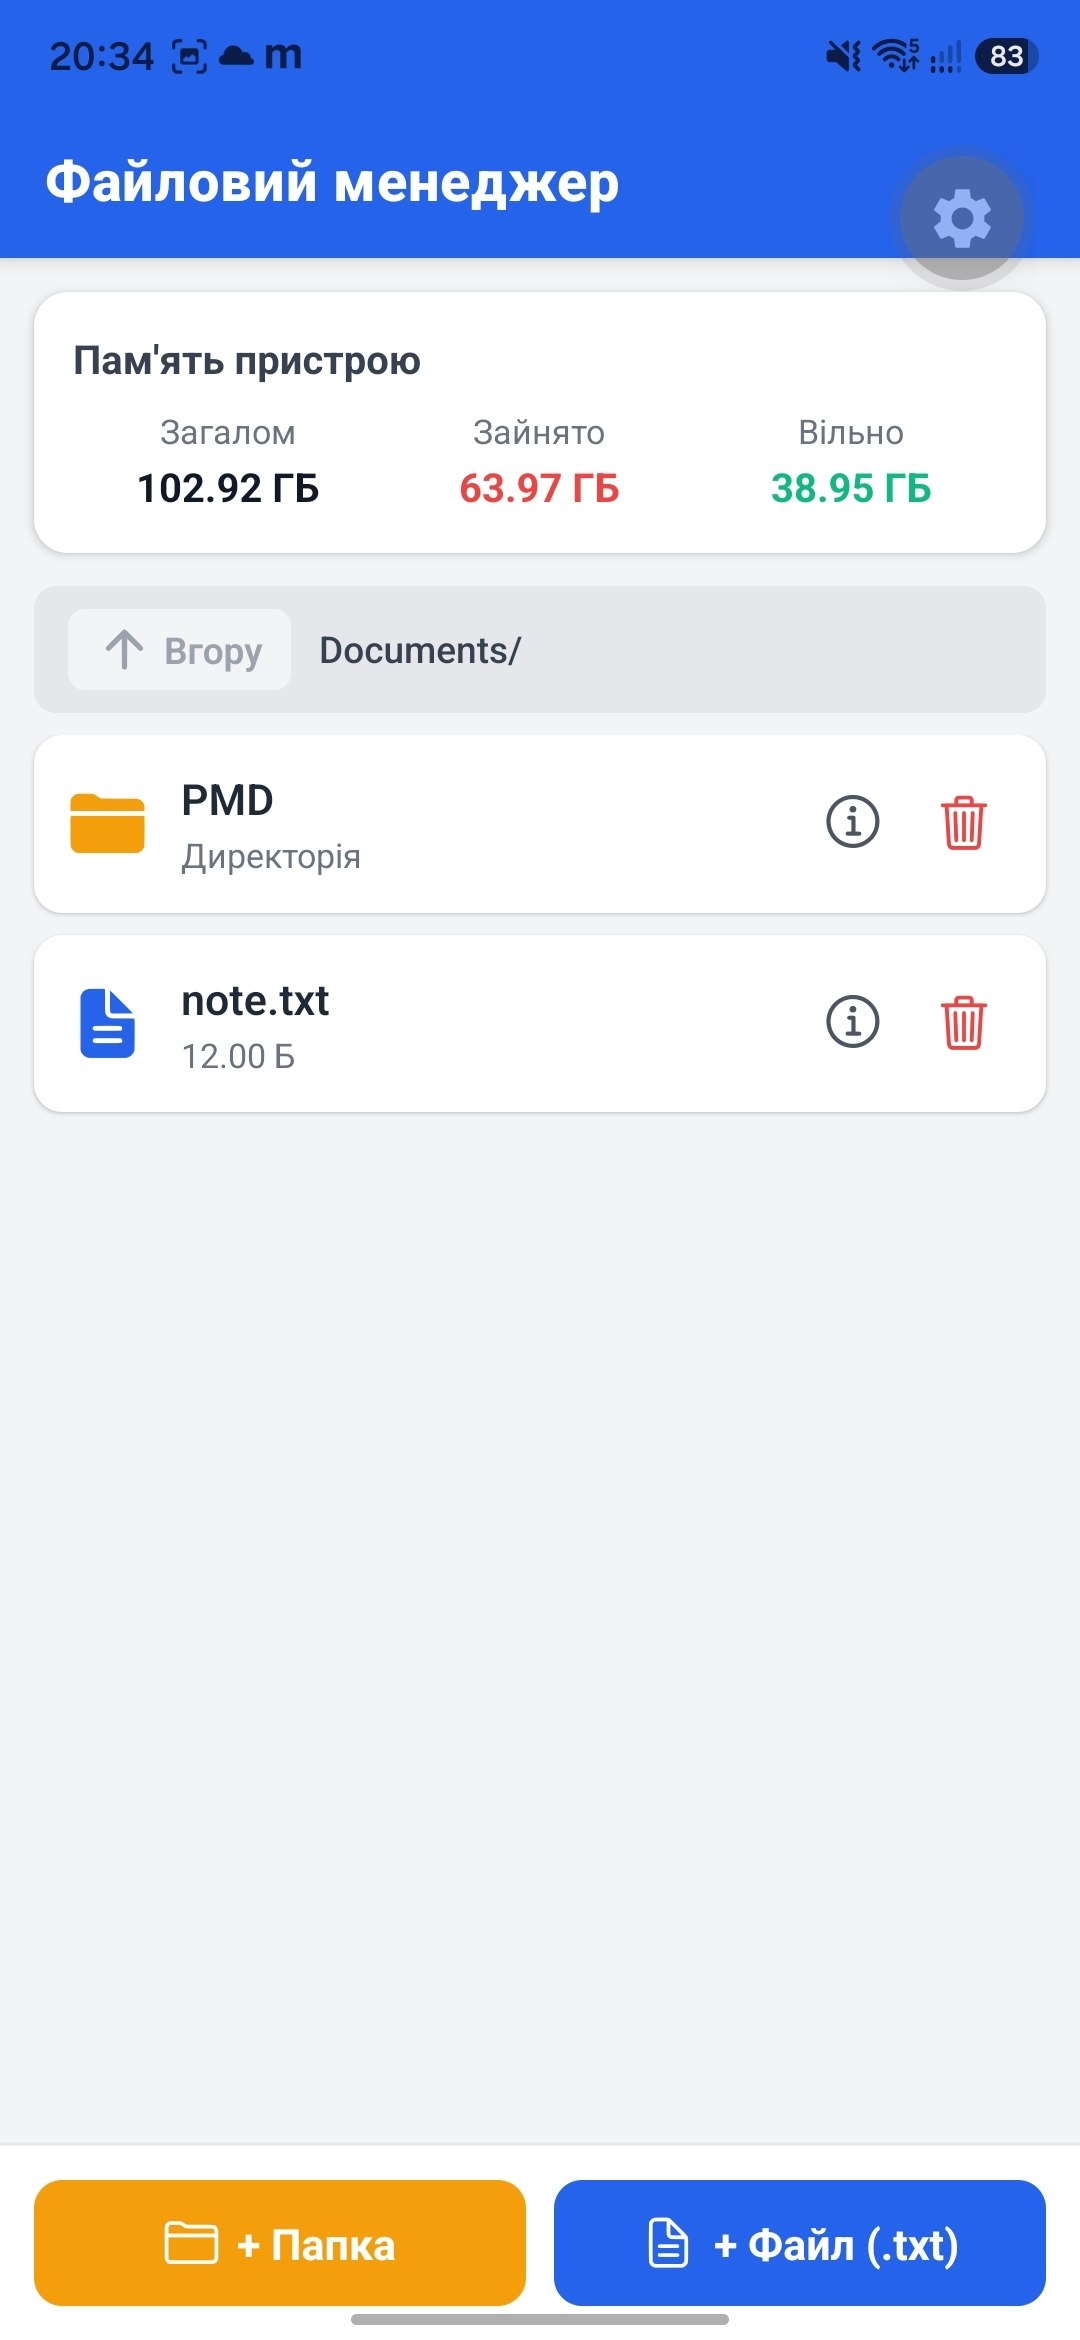 20:34 m 5 83
Файловий менеджер
Пам'ять пристрою
Загалом Зайнято Вільно
102.92 ГБ 63.97 ГБ 38.95 ГБ
Вгору Documents/
PMD
Директорія
note.txt
12.00 Б
+ Папка + Файл (.txt)